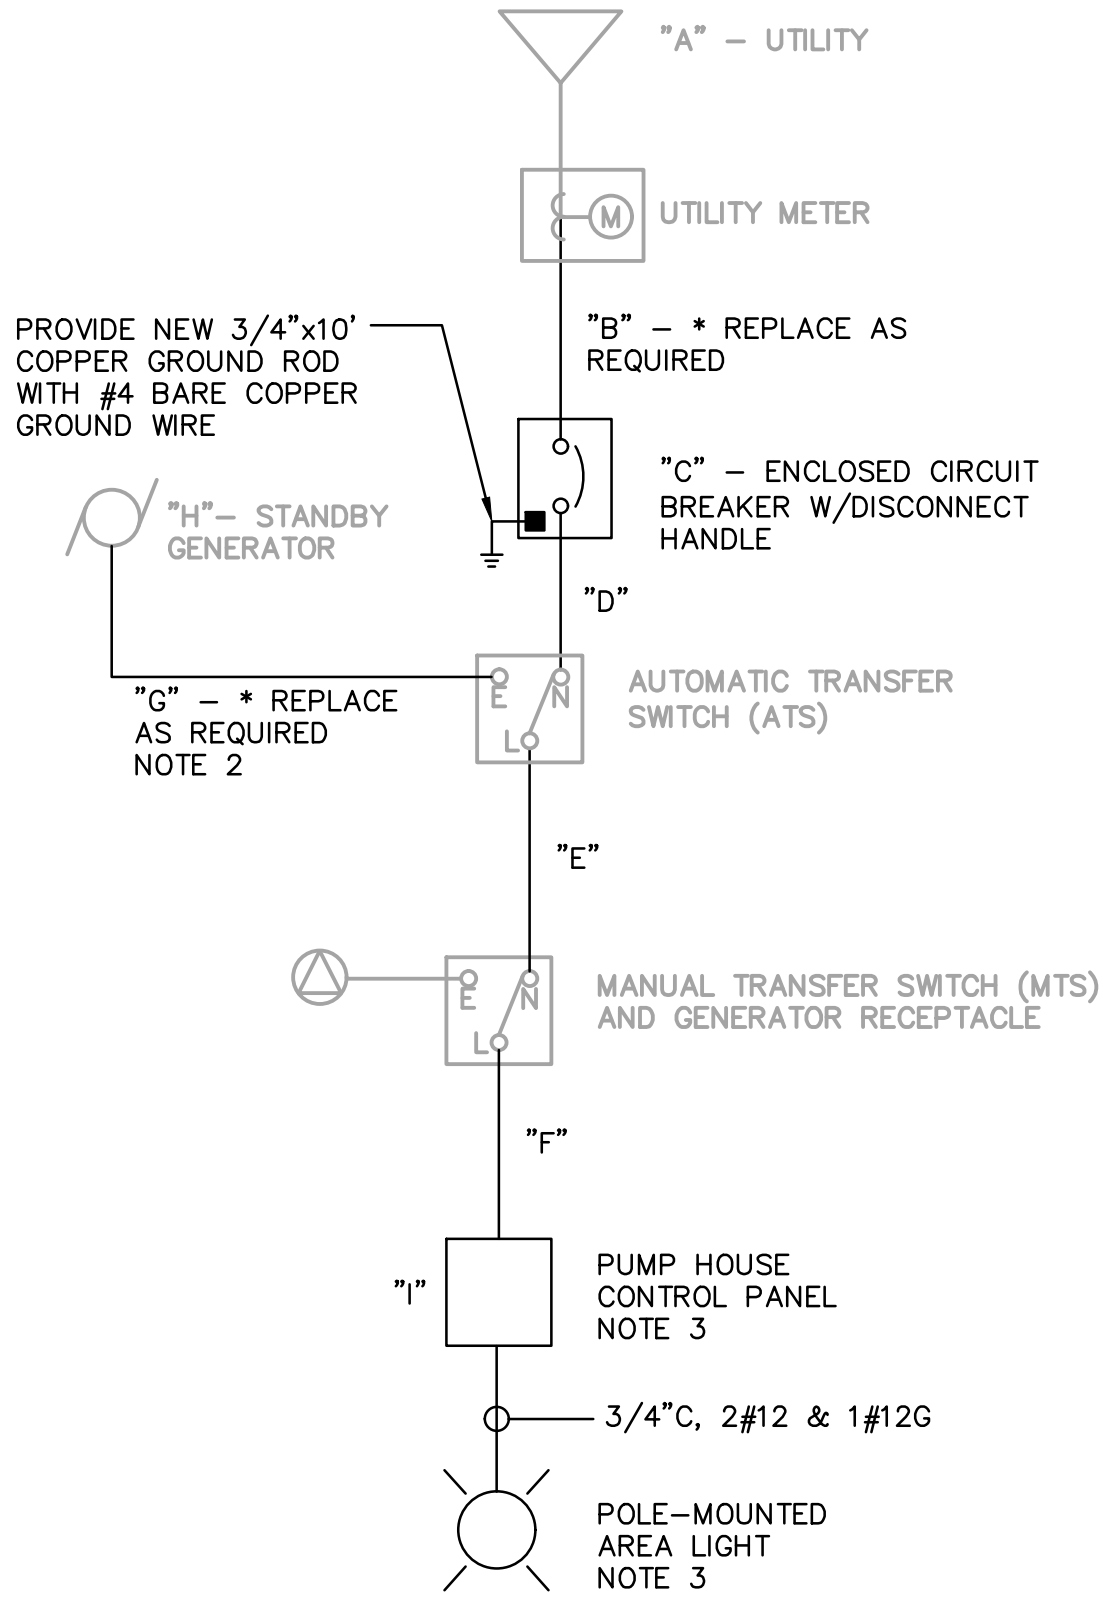 "A" – UTILITY
M
UTILITY METER
PROVIDE NEW 3/4"x10'
COPPER GROUND ROD
WITH #4 BARE COPPER
GROUND WIRE
"B" – * REPLACE AS
REQUIRED
"C" – ENCLOSED CIRCUIT
BREAKER W/DISCONNECT
HANDLE
"H"– STANDBY
GENERATOR
"D"
"G" – * REPLACE
AS REQUIRED
NOTE 2
E
N
L
AUTOMATIC TRANSFER
SWITCH (ATS)
"E"
E
N
L
MANUAL TRANSFER SWITCH (MTS)
AND GENERATOR RECEPTACLE
"F"
"I"
PUMP HOUSE
CONTROL PANEL
NOTE 3
3/4"C, 2#12 & 1#12G
POLE–MOUNTED
AREA LIGHT
NOTE 3